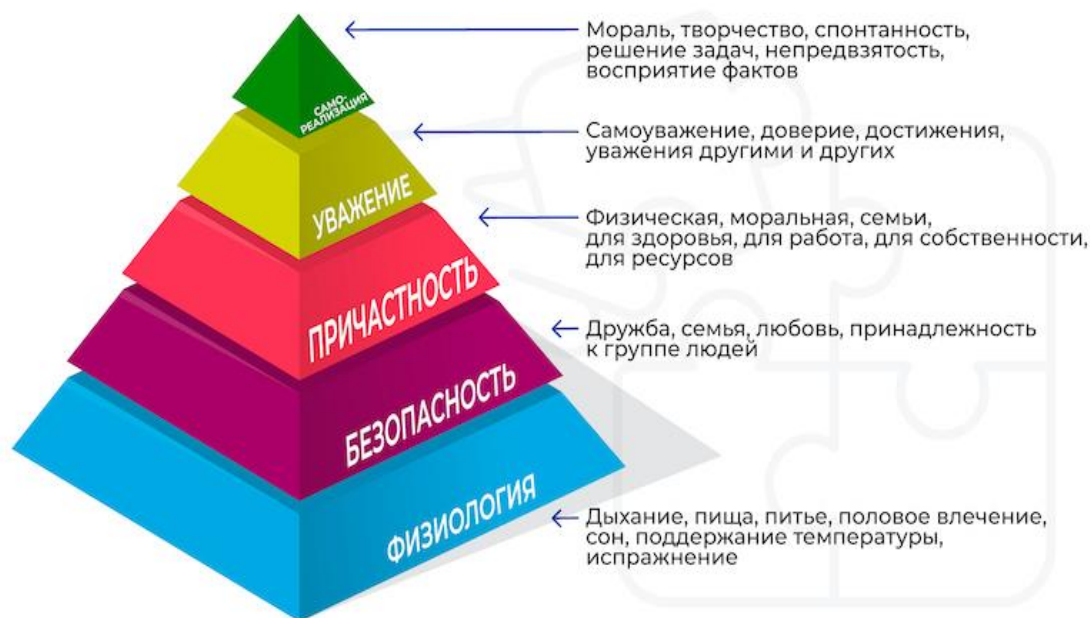 Мораль, творчество, спонтанность,
решение задач, непредвзятость,
восприятие фактов
САМО-
РЕАЛИЗАЦИЯ
Самоуважение, доверие, достижения,
уважения другими и других
УВАЖЕНИЕ
Физическая, моральная, семьи,
для здоровья, для работа, для собственности,
для ресурсов
ПРИЧАСТНОСТЬ
Дружба, семья, любовь, принадлежность
к группе людей
БЕЗОПАСНОСТЬ
Дыхание, пища, питье, половое влечение,
сон, поддержание температуры,
испражнение
ФИЗИОЛОГИЯ